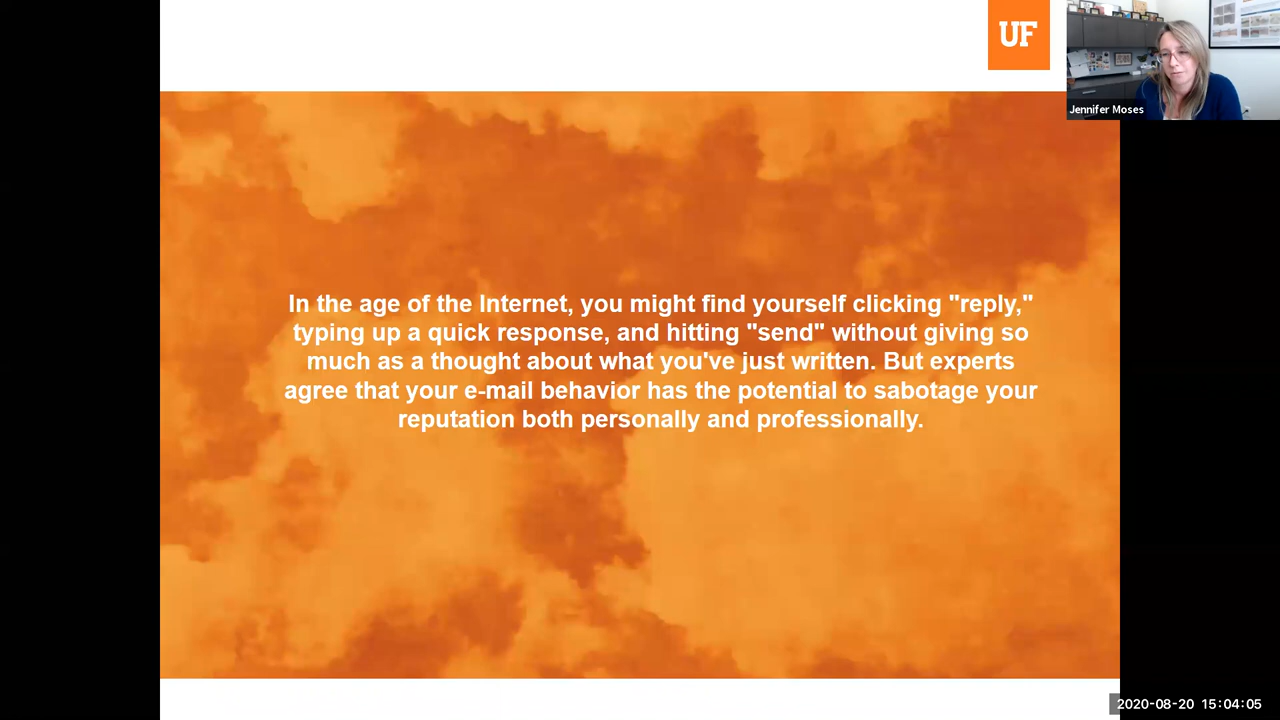 UF
Jennifer Moses
In the age of the Internet, you might find yourself clicking "reply,"
typing up a quick response, and hitting "send" without giving so
much as a thought about what you've just written. But experts
agree that your e-mail behavior has the potential to sabotage your
reputation both personally and professionally.
2020-08-20 15:04:05